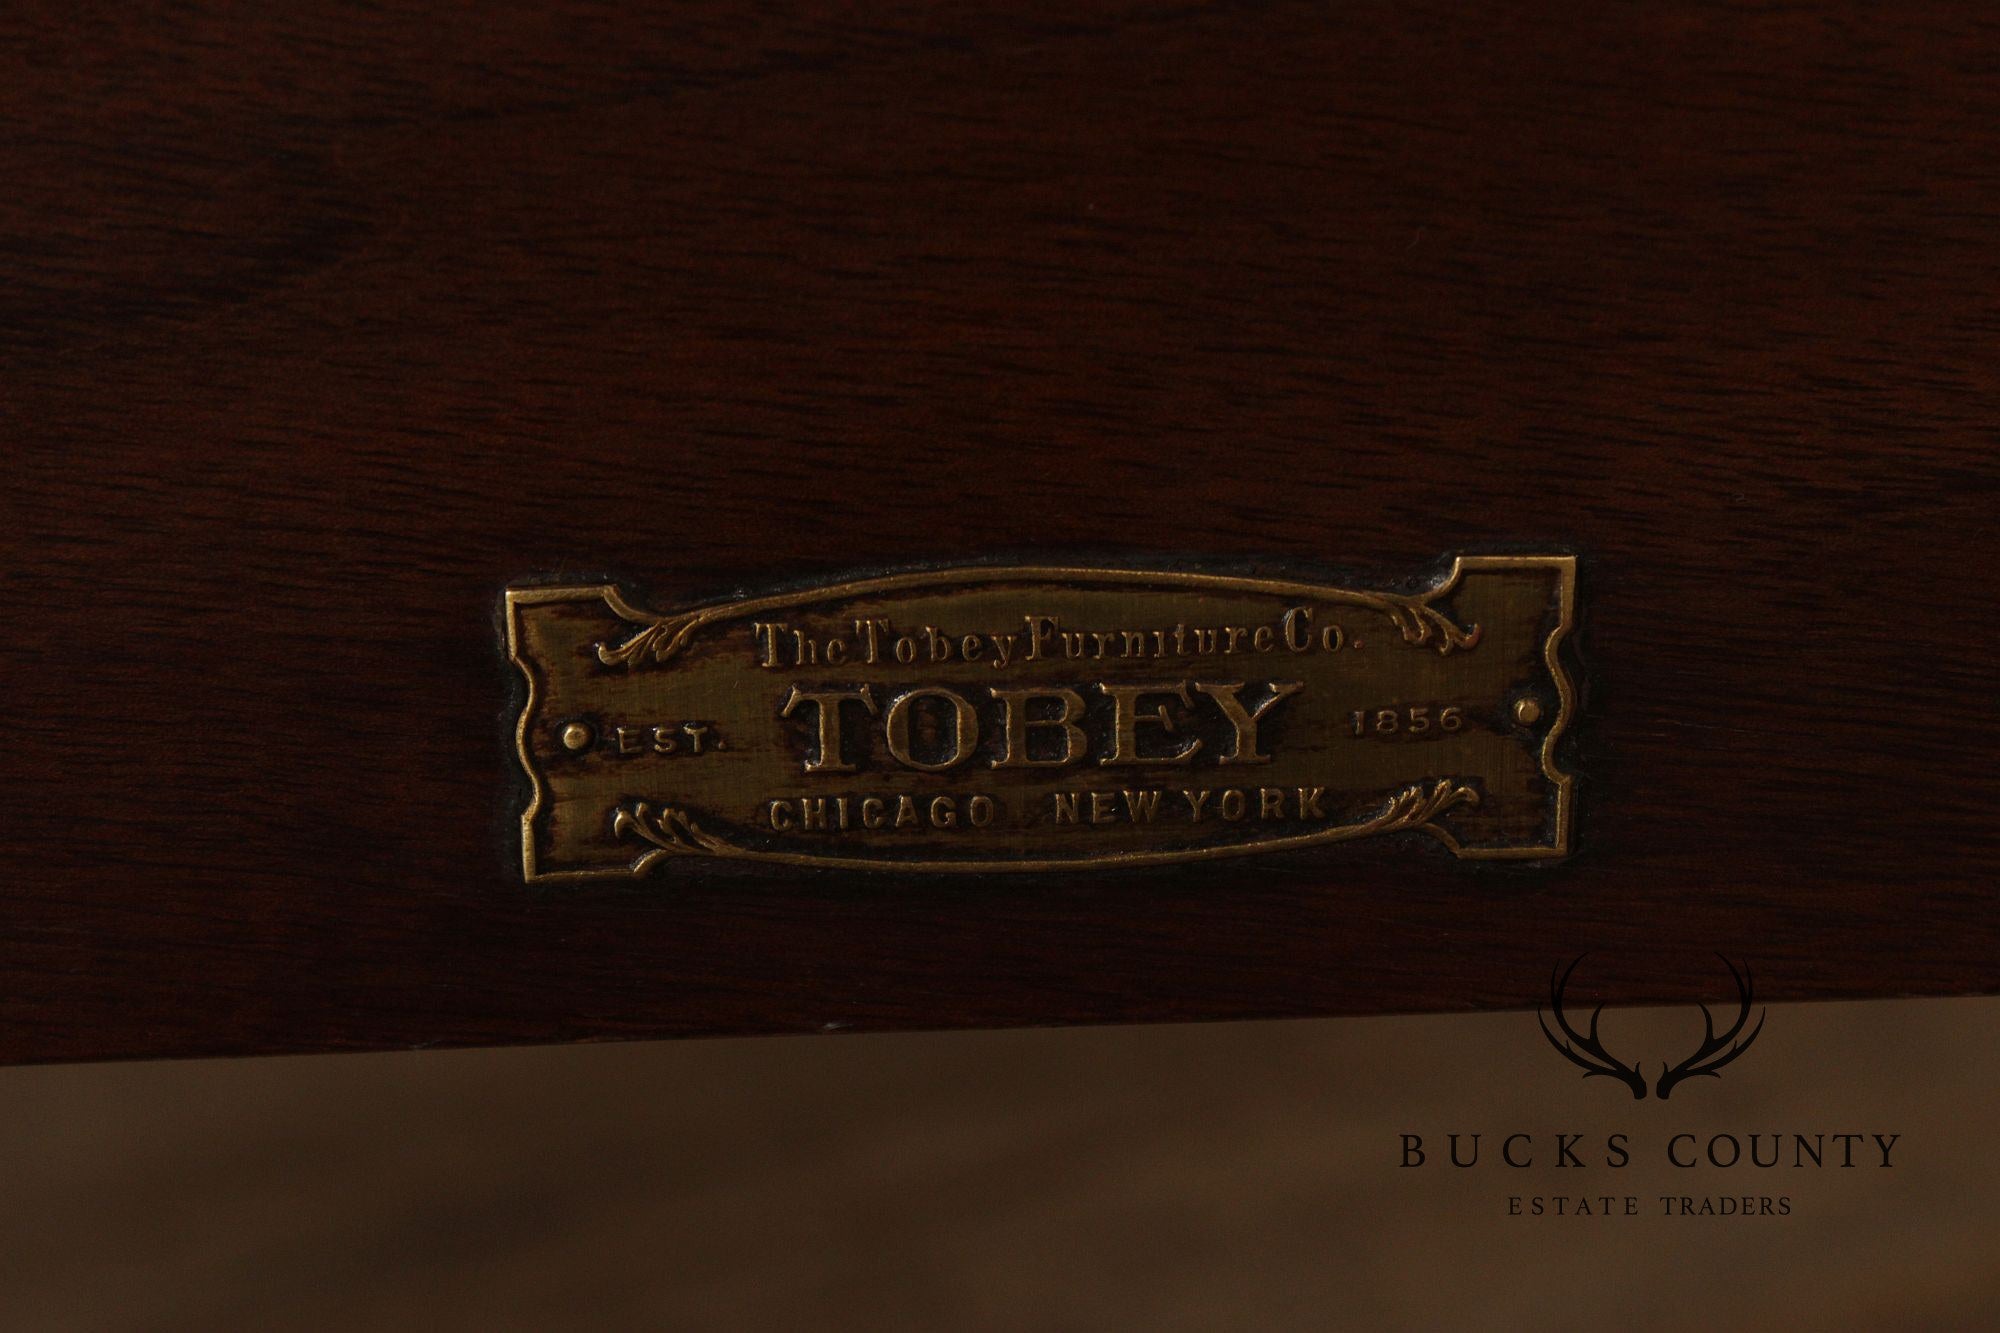 The Tobey Furniture Co.
EST. TOBEY 1856
CHICAGO NEW YORK
BUCKS COUNTY
ESTATE TRADERS